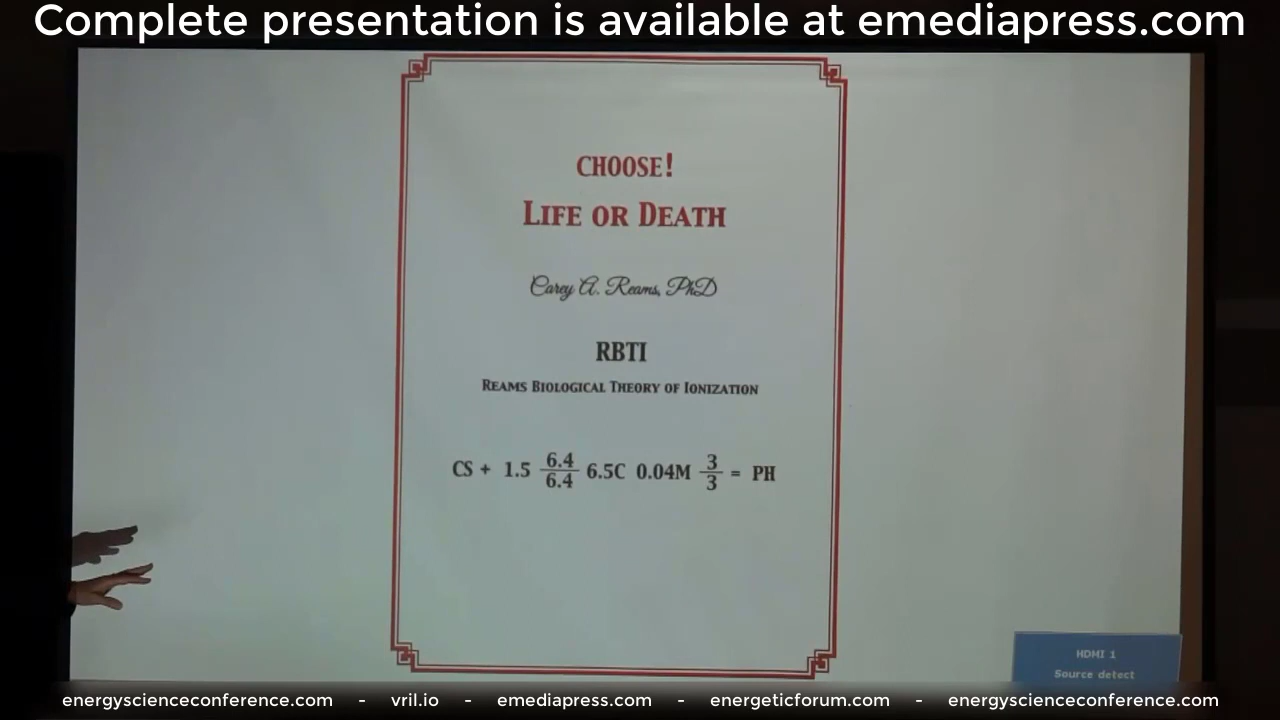 Complete presentation is available at emediapress.com
CHOOSE!
LIFE OR DEATH
Carey A. Reams, PhD
RBTI
REAMS BIOLOGICAL THEORY OF IONIZATION
CS + 1.5 6.4/6.4 6.5C 0.04M 3/3 = PH
HDMI 1
Source detect
energyscienceconference.com - vril.io - emediapress.com - energeticforum.com - energyscienceconference.com